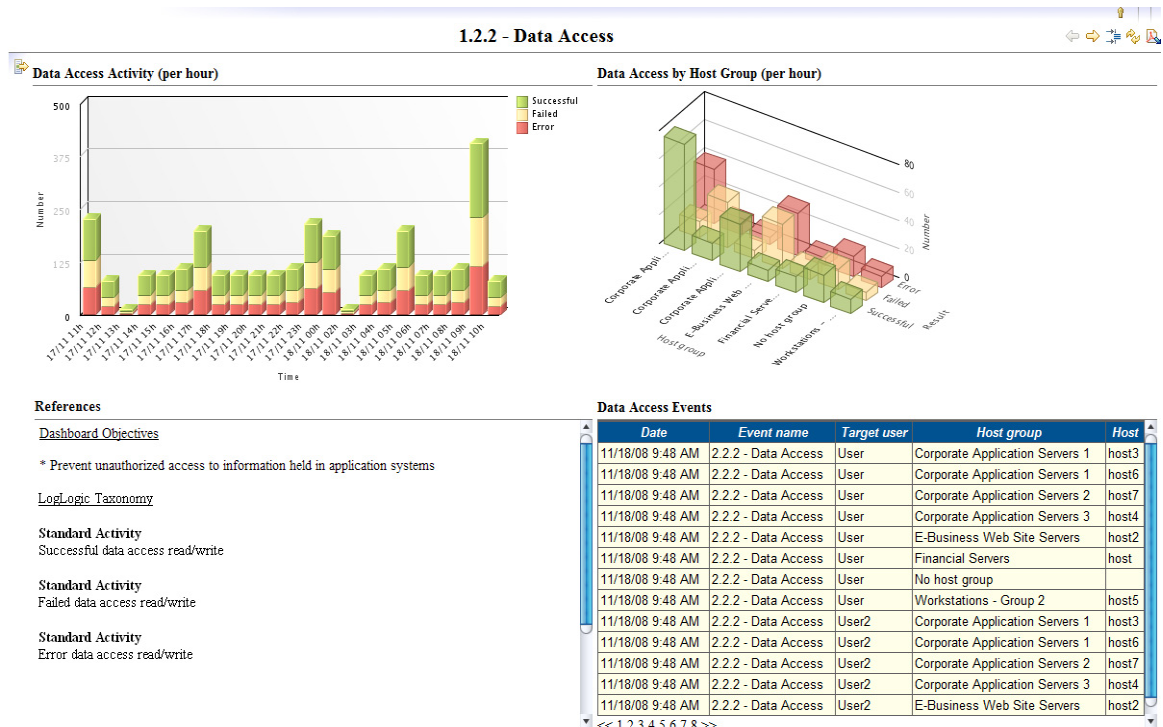 1.2.2 - Data Access
Data Access Activity (per hour)
500
375
250
125
0
Number
Successful
Failed
Error
17/11 11h
17/11 12h
17/11 13h
17/11 14h
17/11 15h
17/11 16h
17/11 17h
17/11 18h
17/11 19h
17/11 20h
17/11 21h
17/11 22h
17/11 23h
18/11 00h
18/11 02h
18/11 03h
18/11 04h
18/11 05h
18/11 06h
18/11 07h
18/11 08h
18/11 09h
18/11 10h
Time
Data Access by Host Group (per hour)
80
60
40
20
0
Number
Error
Failed
Successful
Result
Corporate Appli...
Corporate Appli...
Corporate Appli...
E-Business Web ...
Financial Serve...
No host group
Workstations - ...
Host group
References
Dashboard Objectives
* Prevent unauthorized access to information held in application systems
LogLogic Taxonomy
Standard Activity
Successful data access read/write
Standard Activity
Failed data access read/write
Standard Activity
Error data access read/write
Data Access Events
Date Event name Target user Host group Host
11/18/08 9:48 AM 2.2.2 - Data Access User Corporate Application Servers 1 host3
11/18/08 9:48 AM 2.2.2 - Data Access User Corporate Application Servers 1 host6
11/18/08 9:48 AM 2.2.2 - Data Access User Corporate Application Servers 2 host7
11/18/08 9:48 AM 2.2.2 - Data Access User Corporate Application Servers 3 host4
11/18/08 9:48 AM 2.2.2 - Data Access User E-Business Web Site Servers host2
11/18/08 9:48 AM 2.2.2 - Data Access User Financial Servers host
11/18/08 9:48 AM 2.2.2 - Data Access User No host group
11/18/08 9:48 AM 2.2.2 - Data Access User Workstations - Group 2 host5
11/18/08 9:48 AM 2.2.2 - Data Access User2 Corporate Application Servers 1 host3
11/18/08 9:48 AM 2.2.2 - Data Access User2 Corporate Application Servers 1 host6
11/18/08 9:48 AM 2.2.2 - Data Access User2 Corporate Application Servers 2 host7
11/18/08 9:48 AM 2.2.2 - Data Access User2 Corporate Application Servers 3 host4
11/18/08 9:48 AM 2.2.2 - Data Access User2 E-Business Web Site Servers host2
<< 1 2 3 4 5 6 7 8 >>